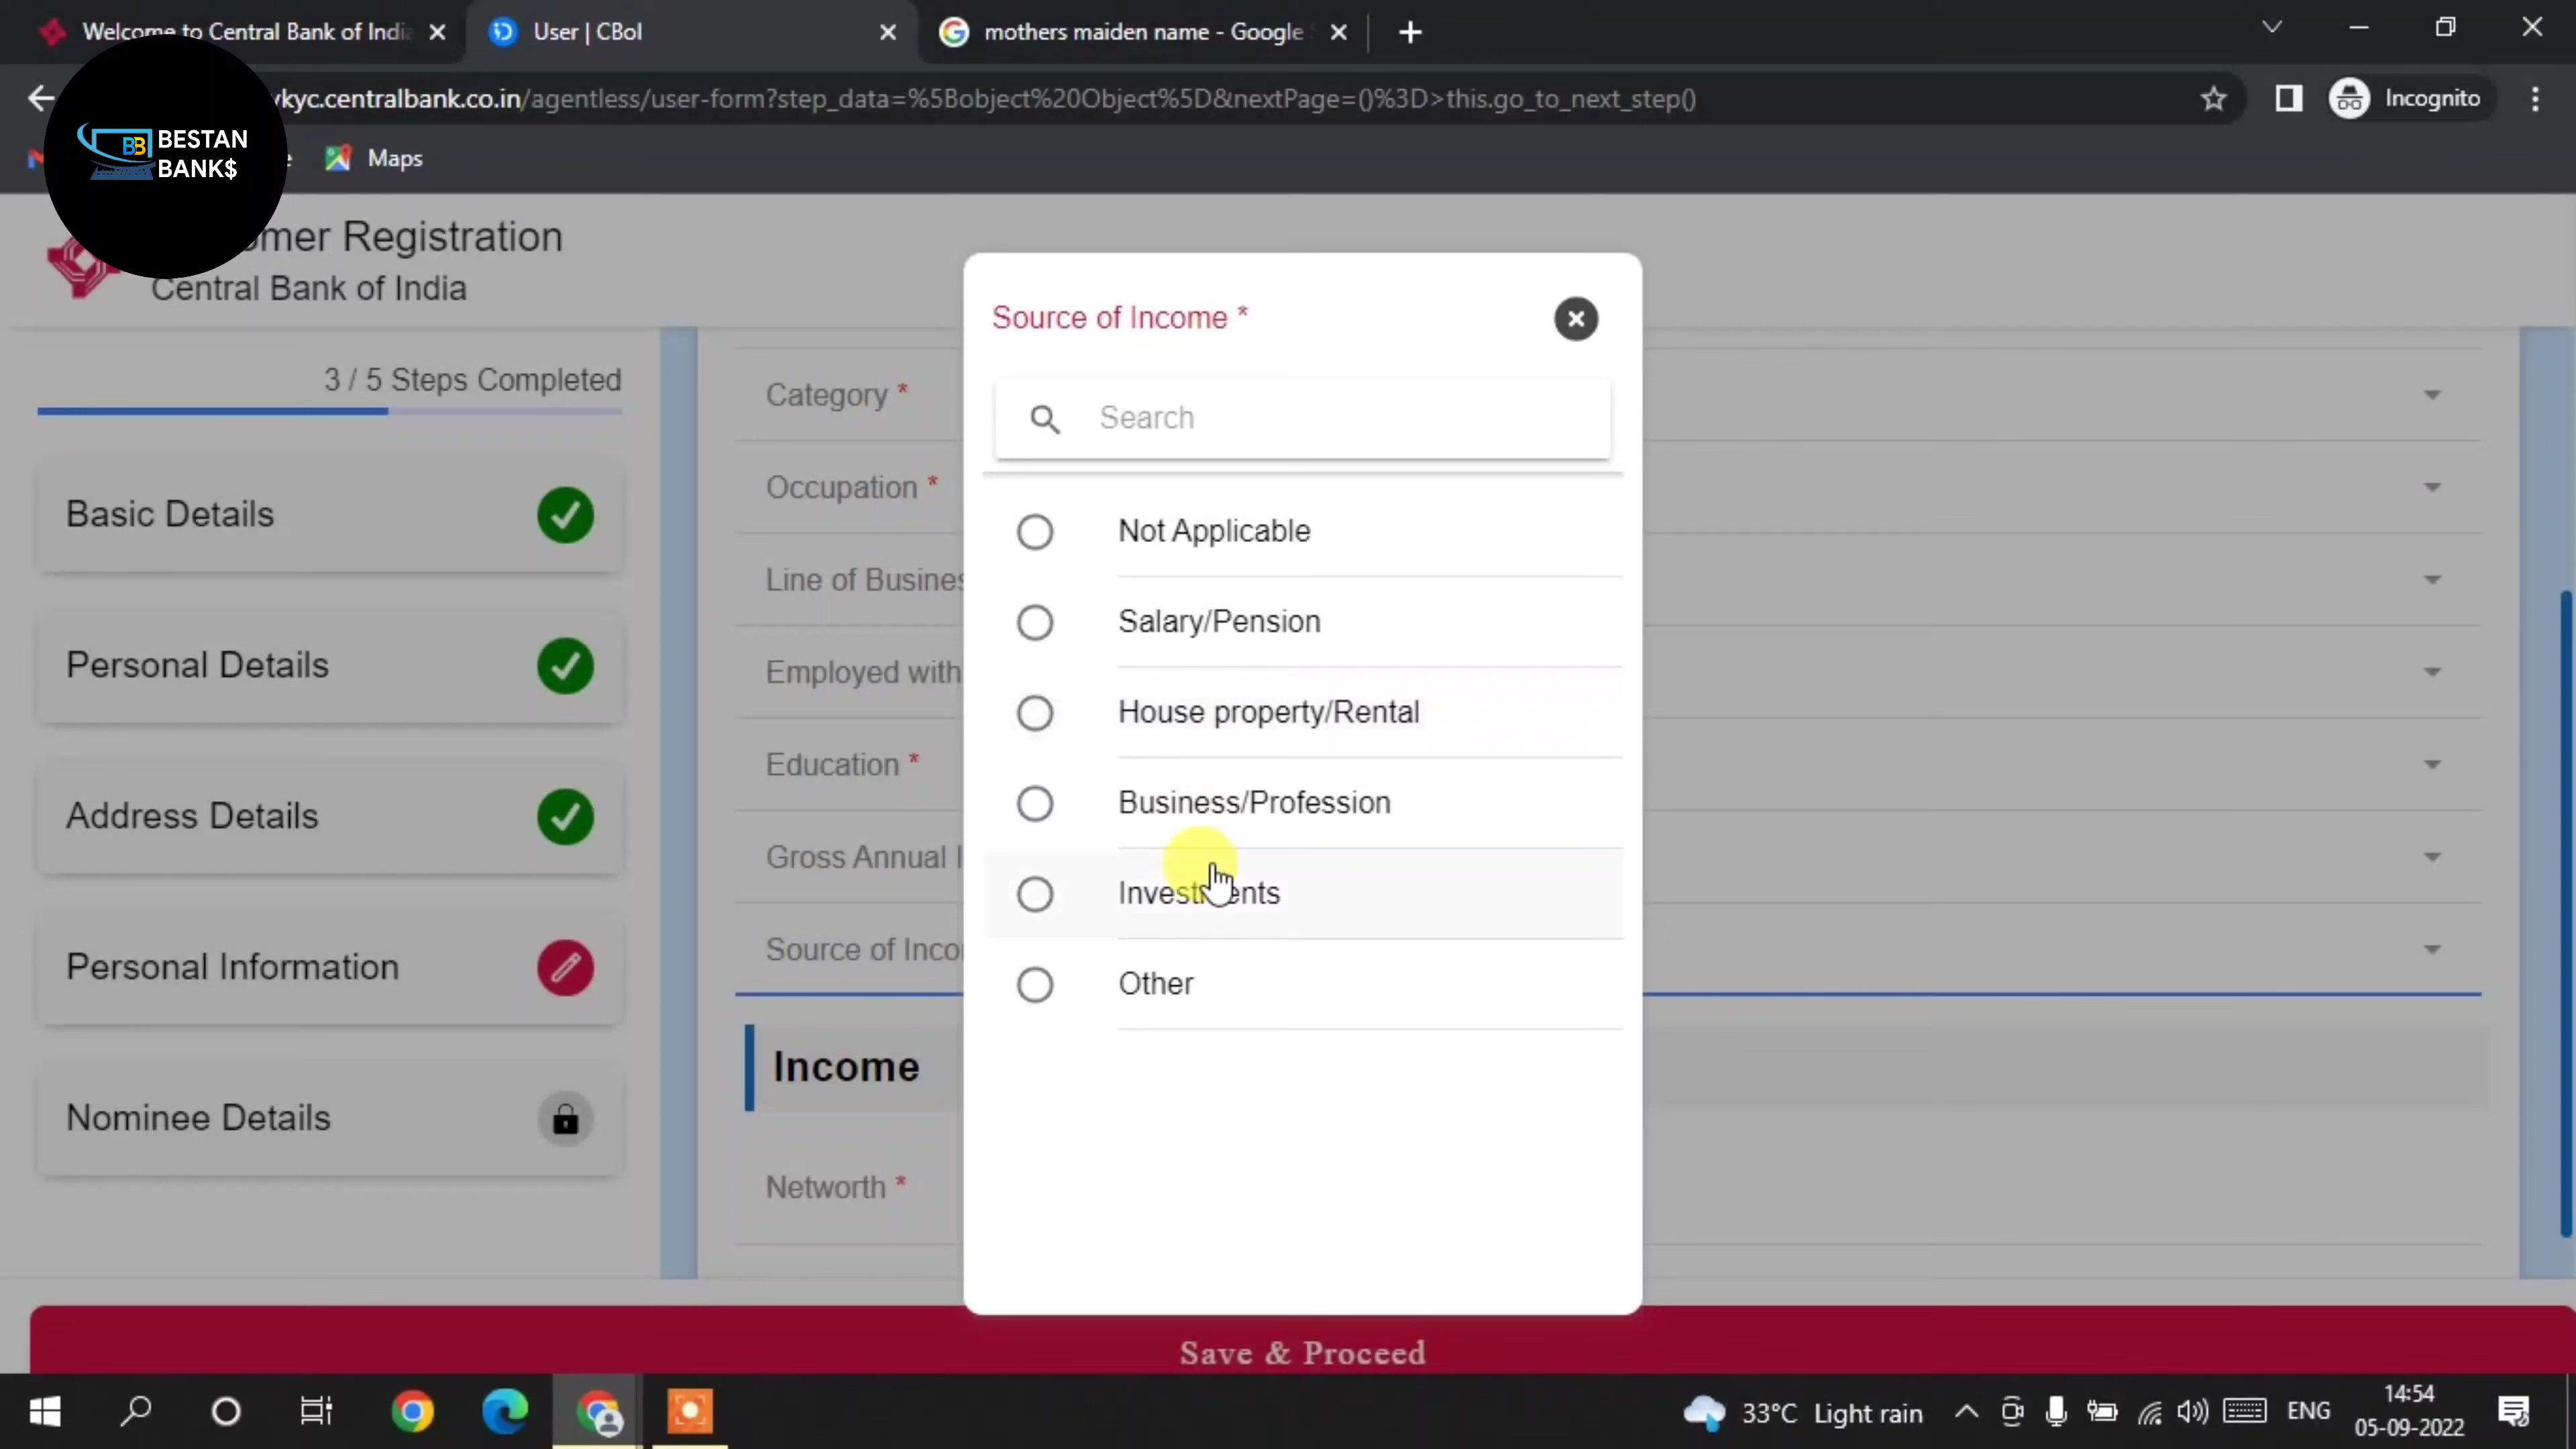 Welcome to Central Bank of India
User | CBoI
mothers maiden name - Google
kyc.centralbank.co.in/agentless/user-form?step_data=%5Bobject%20Object%5D&nextPage=()%3D>this.go_to_next_step()
Incognito
BESTAN
BANK$
BB
Maps
omer Registration
Central Bank of India
3 / 5 Steps Completed
Basic Details
Personal Details
Address Details
Personal Information
Nominee Details
Category *
Occupation *
Line of Busines
Employed with
Education *
Gross Annual I
Source of Inco
Income
Networth *
Source of Income *
Search
Not Applicable
Salary/Pension
House property/Rental
Business/Profession
Investments
Other
Save & Proceed
33°C Light rain
ENG
14:54
05-09-2022